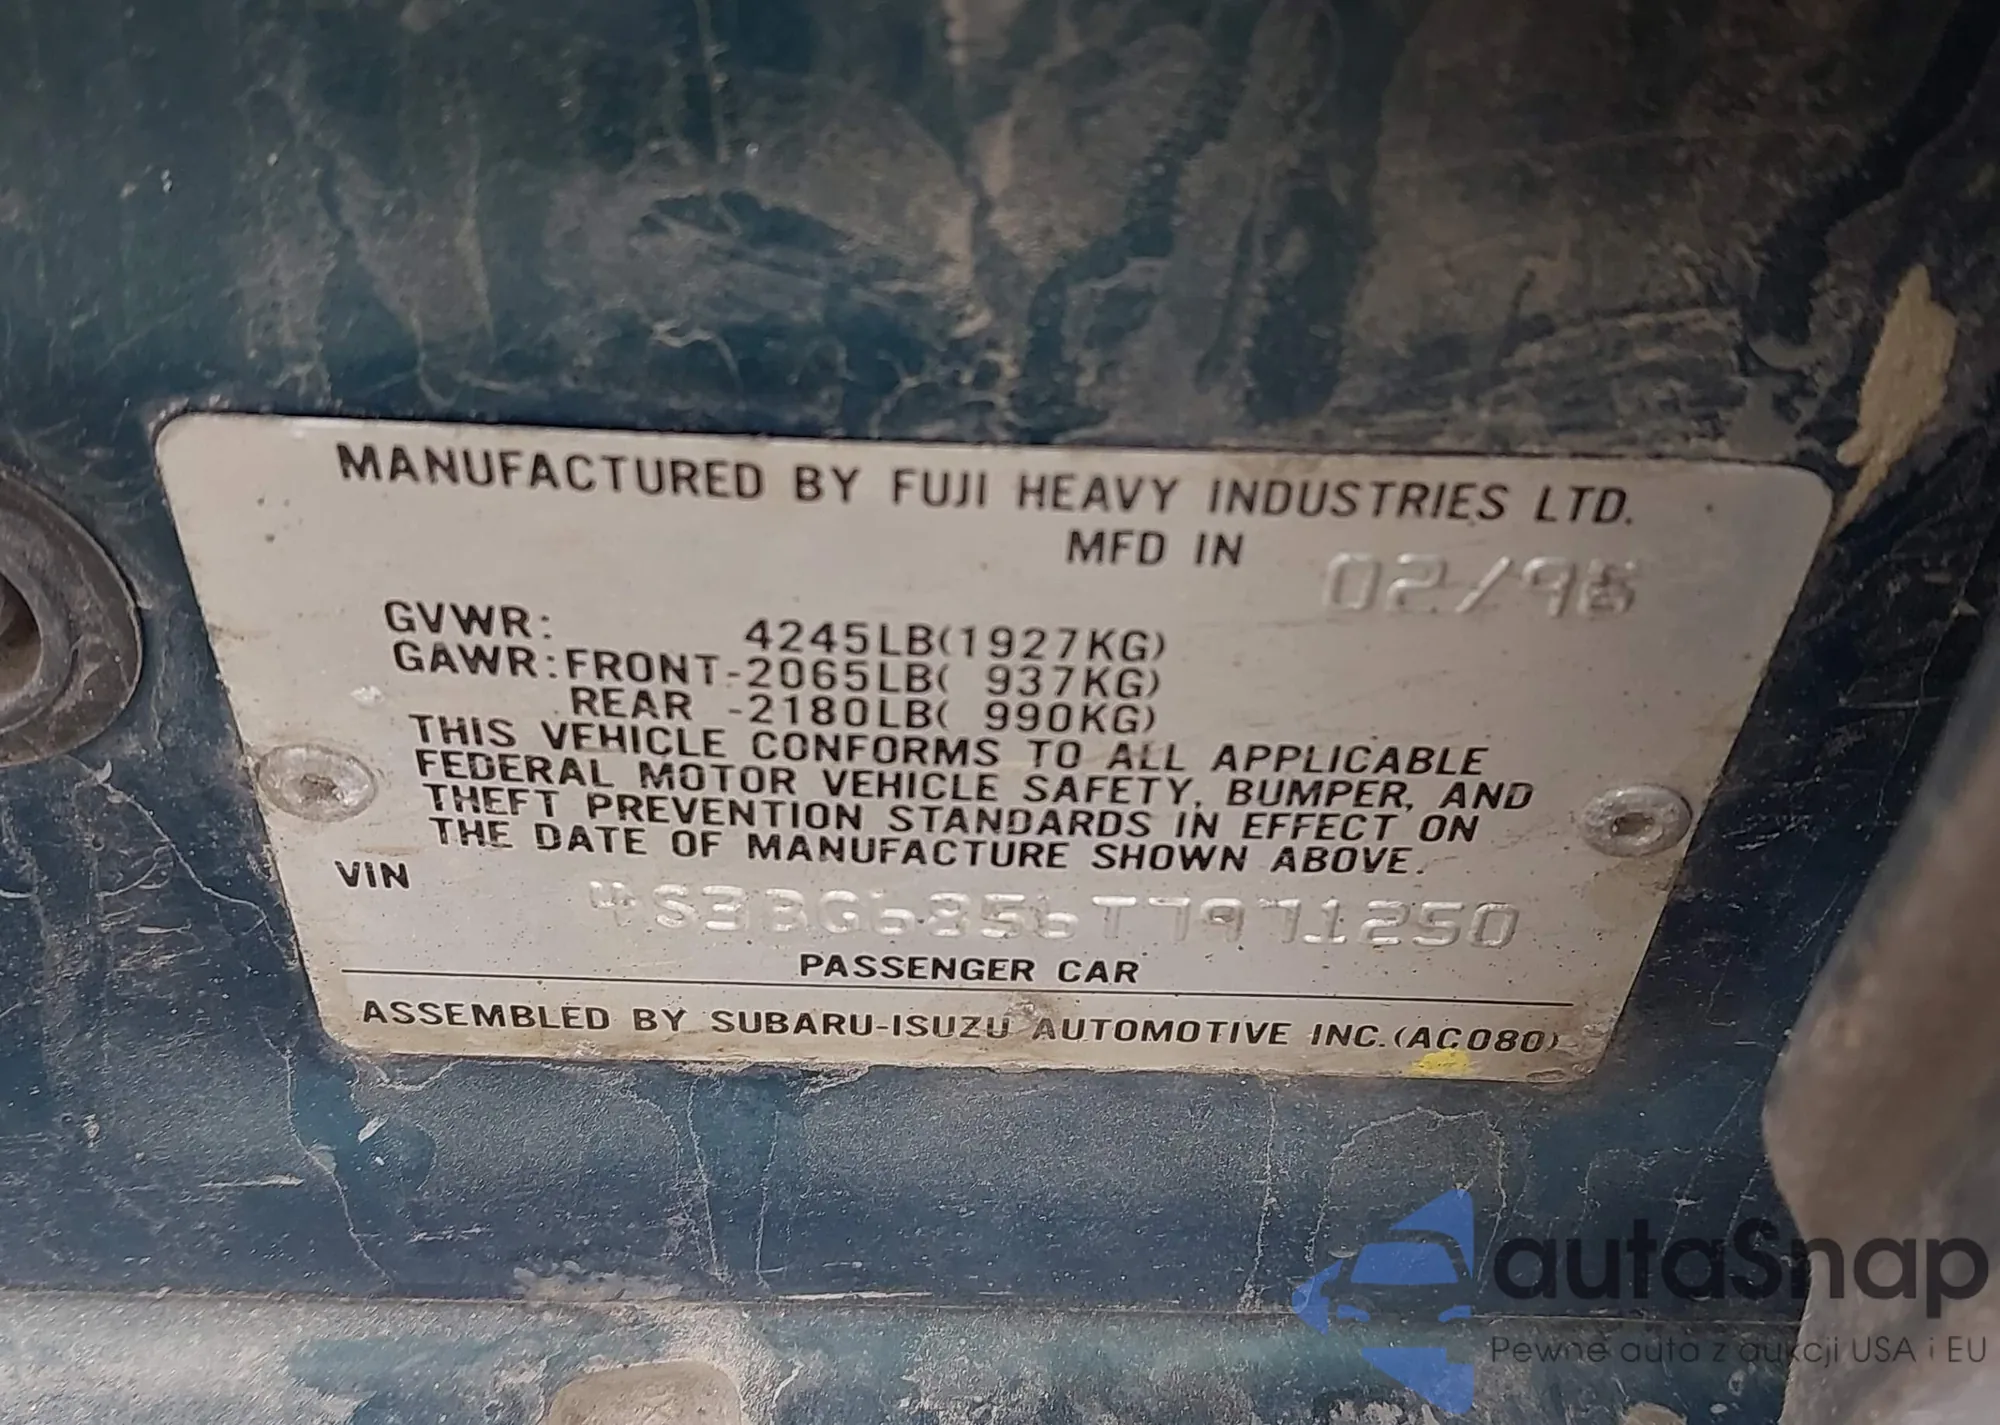 MANUFACTURED BY FUJI HEAVY INDUSTRIES LTD.
MFD IN 02/96
GVWR: 4245LB(1927KG)
GAWR:FRONT-2065LB( 937KG)
REAR -2180LB( 990KG)
THIS VEHICLE CONFORMS TO ALL APPLICABLE
FEDERAL MOTOR VEHICLE SAFETY, BUMPER, AND
THEFT PREVENTION STANDARDS IN EFFECT ON
THE DATE OF MANUFACTURE SHOWN ABOVE.
VIN 4S3BG6856T7971250
PASSENGER CAR
ASSEMBLED BY SUBARU-ISUZU AUTOMOTIVE INC.(AC080)
autaSnap
Pewne auta z aukcji USA i EU